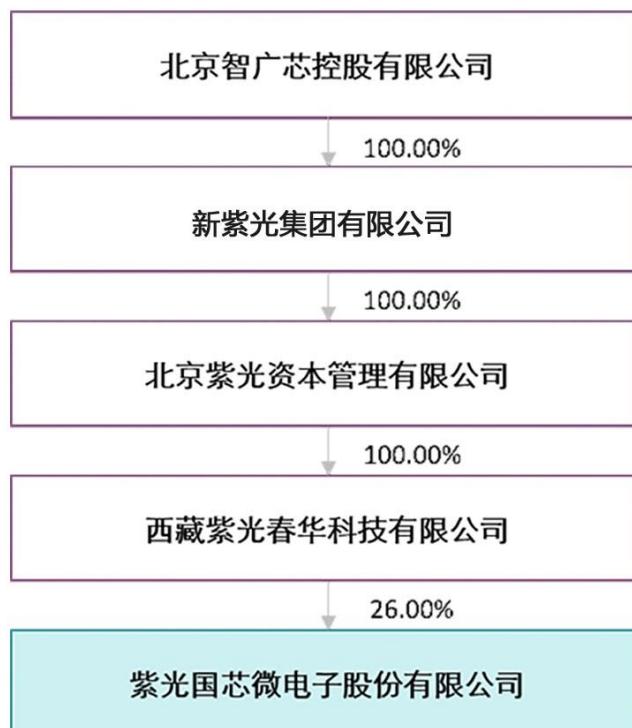 北京智广芯控股有限公司
100.00%
新紫光集团有限公司
100.00%
北京紫光资本管理有限公司
100.00%
西藏紫光春华科技有限公司
26.00%
紫光国芯微电子股份有限公司